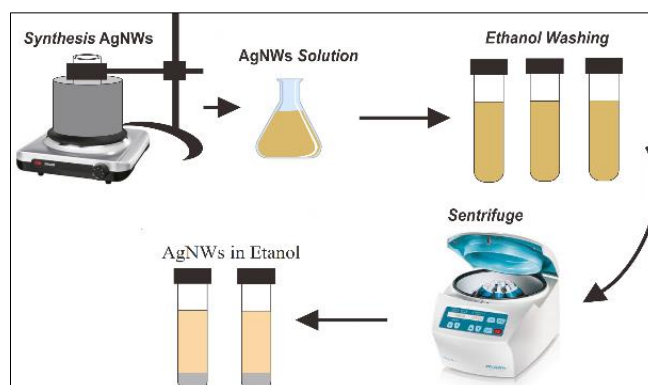 Synthesis AgNWs
AgNWs Solution
Ethanol Washing
Sentrifuge
AgNWs in Etanol